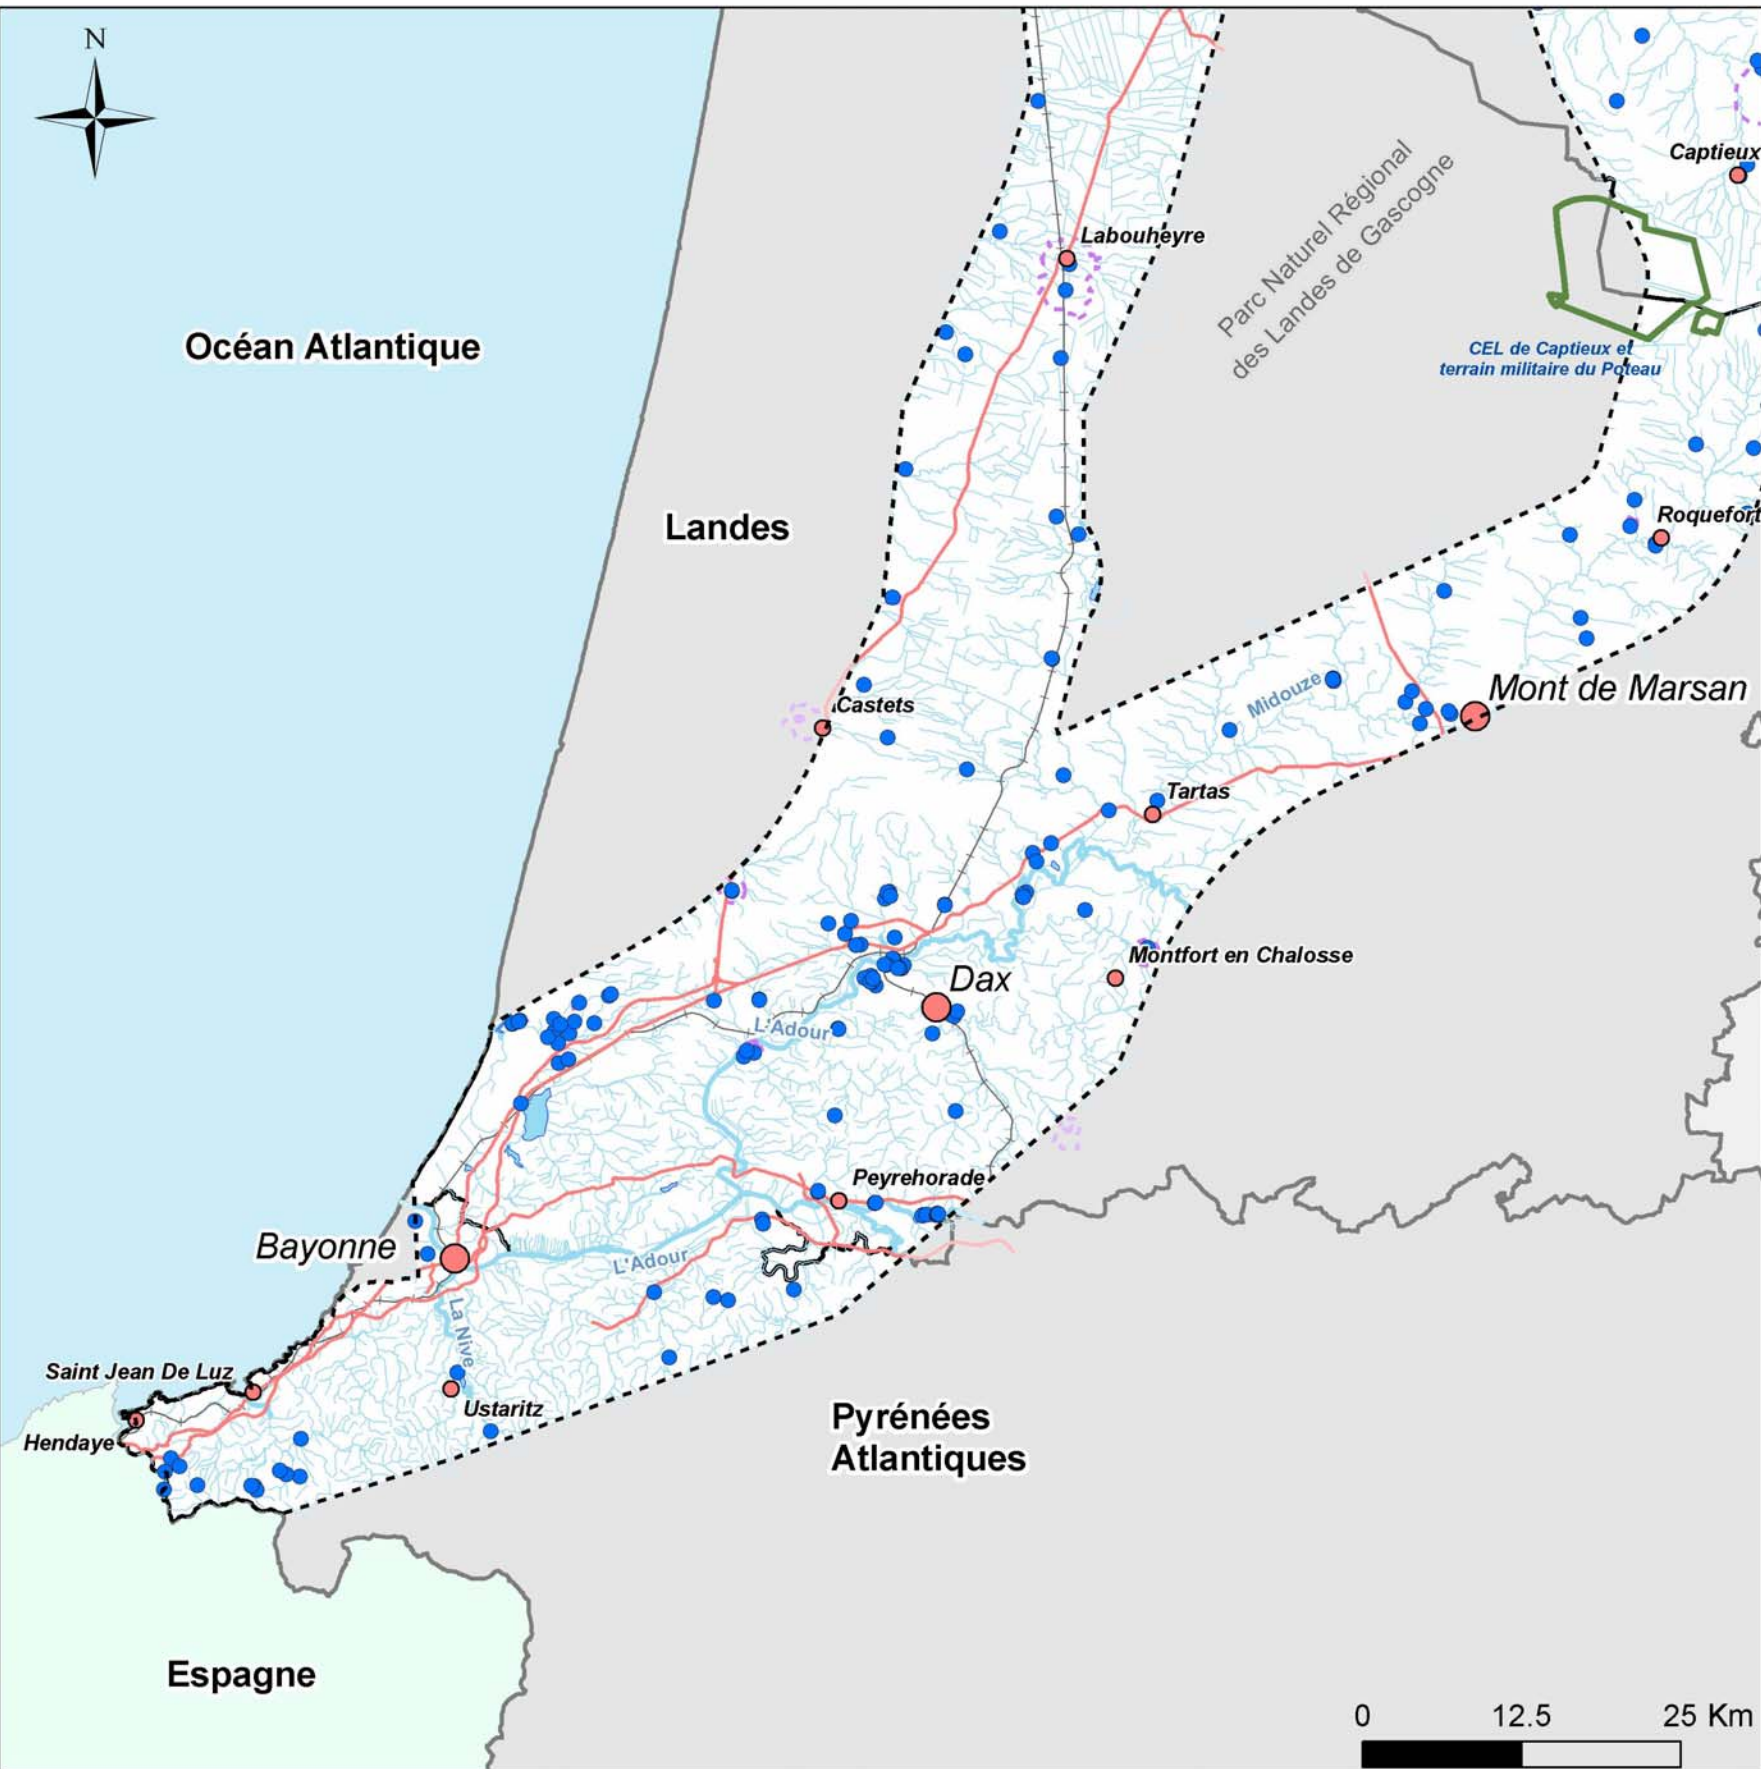 N
Captieux
Labouheyre
Parc Naturel Régional
des Landes de Gascogne
Océan Atlantique
CEL de Captieux et
terrain militaire du Poteau
Landes
Roquefort
Midouze
Mont de Marsan
Castets
Tartas
Montfort en Chalosse
Dax
L'Adour
Peyrehorade
Bayonne
L'Adour
La Nive
Saint Jean De Luz
Ustaritz
Hendaye
Pyrénées
Atlantiques
Espagne
0 12.5 25 Km